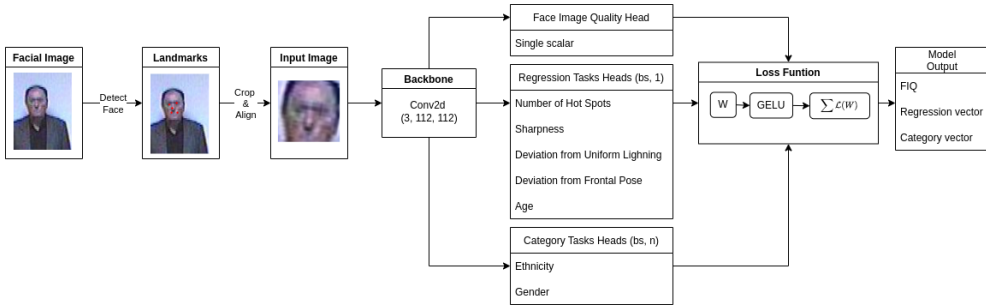 Facial Image
Detect
Face
Landmarks
Crop
&
Align
Input Image
Backbone
Conv2d
(3, 112, 112)
Face Image Quality Head
Single scalar
Regression Tasks Heads (bs, 1)
Number of Hot Spots
Sharpness
Deviation from Uniform Lighning
Deviation from Frontal Pose
Age
Category Tasks Heads (bs, n)
Ethnicity
Gender
Loss Funtion
W
GELU
∑ ℒ(W)
Model
Output
FIQ
Regression vector
Category vector